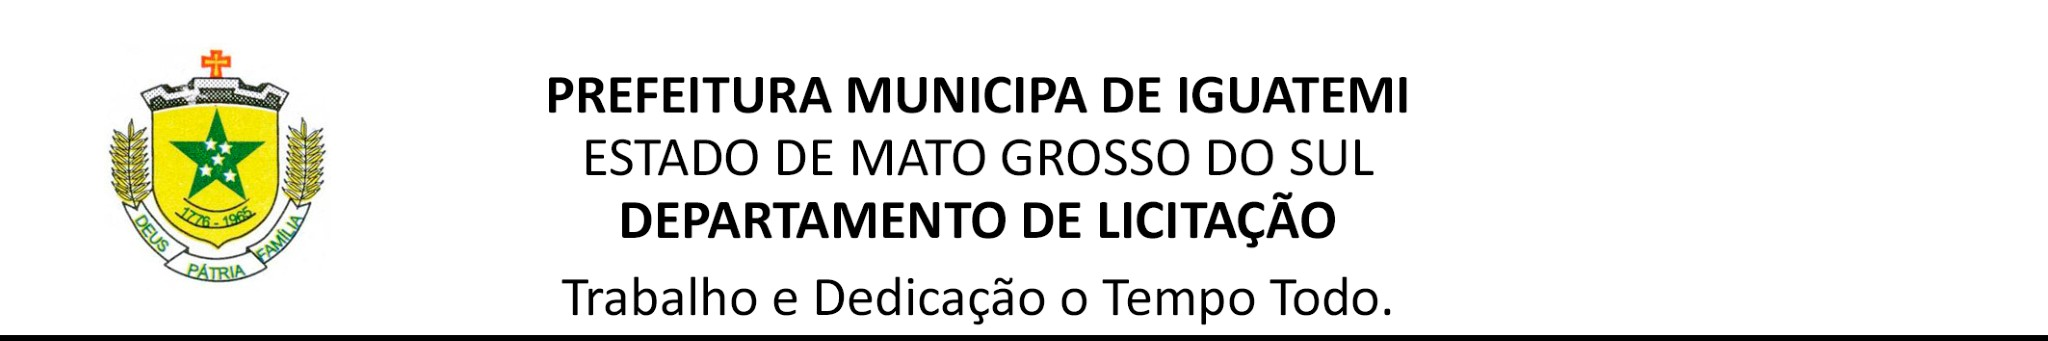 PREFEITURA MUNICIPA DE IGUATEMI
ESTADO DE MATO GROSSO DO SUL
DEPARTAMENTO DE LICITAÇÃO
Trabalho e Dedicação o Tempo Todo.
1776 - 1965
DEUS
PÁTRIA
FAMÍLIA